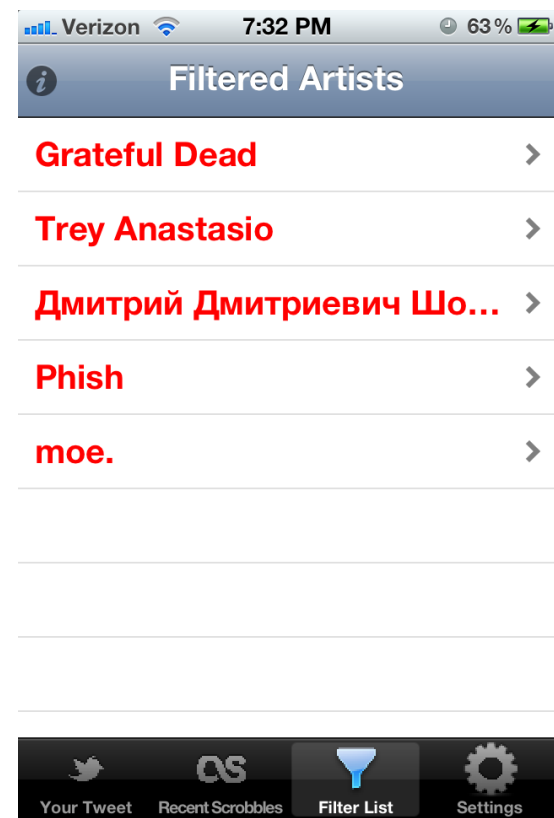 Verizon 7:32 PM 63%
Filtered Artists
Grateful Dead
Trey Anastasio
Дмитрий Дмитриевич Шо...
Phish
moe.
Your Tweet Recent Scrobbles Filter List Settings